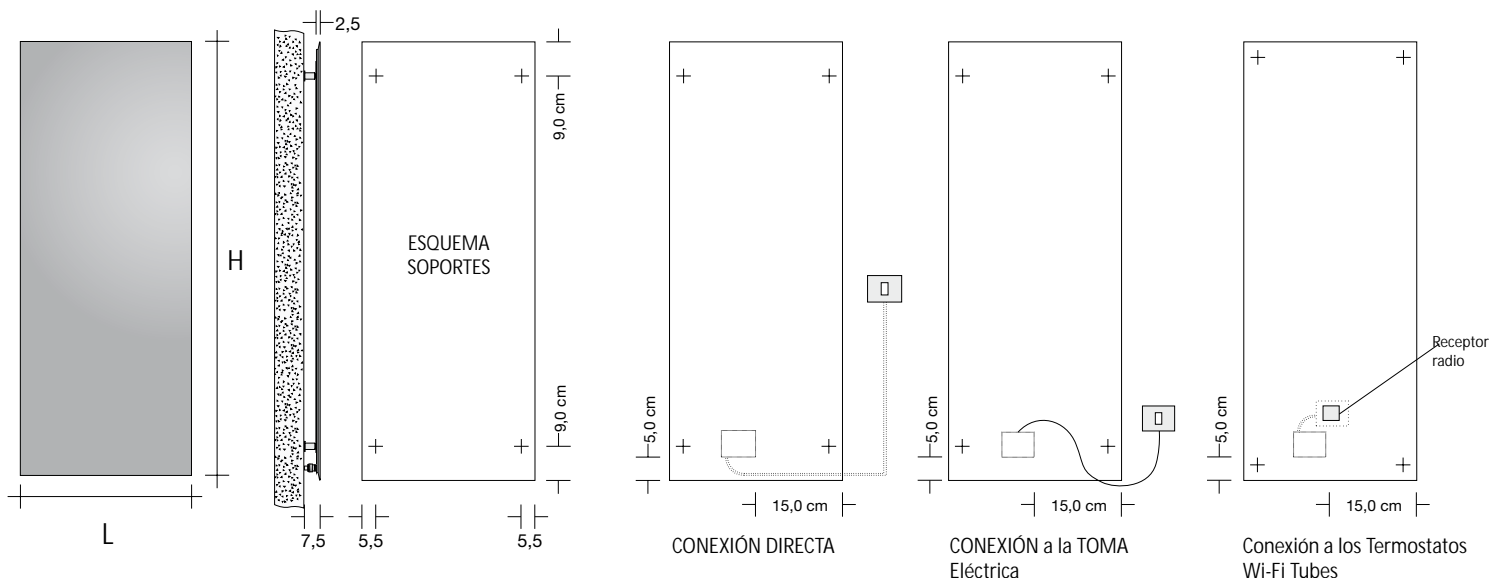 2,5
H
L
7,5
ESQUEMA
SOPORTES
9,0 cm
9,0 cm
5,5
5,5
5,0 cm
15,0 cm
CONEXIÓN DIRECTA
5,0 cm
15,0 cm
CONEXIÓN a la TOMA
Eléctrica
Receptor
radio
5,0 cm
15,0 cm
Conexión a los Termostatos
Wi-Fi Tubes